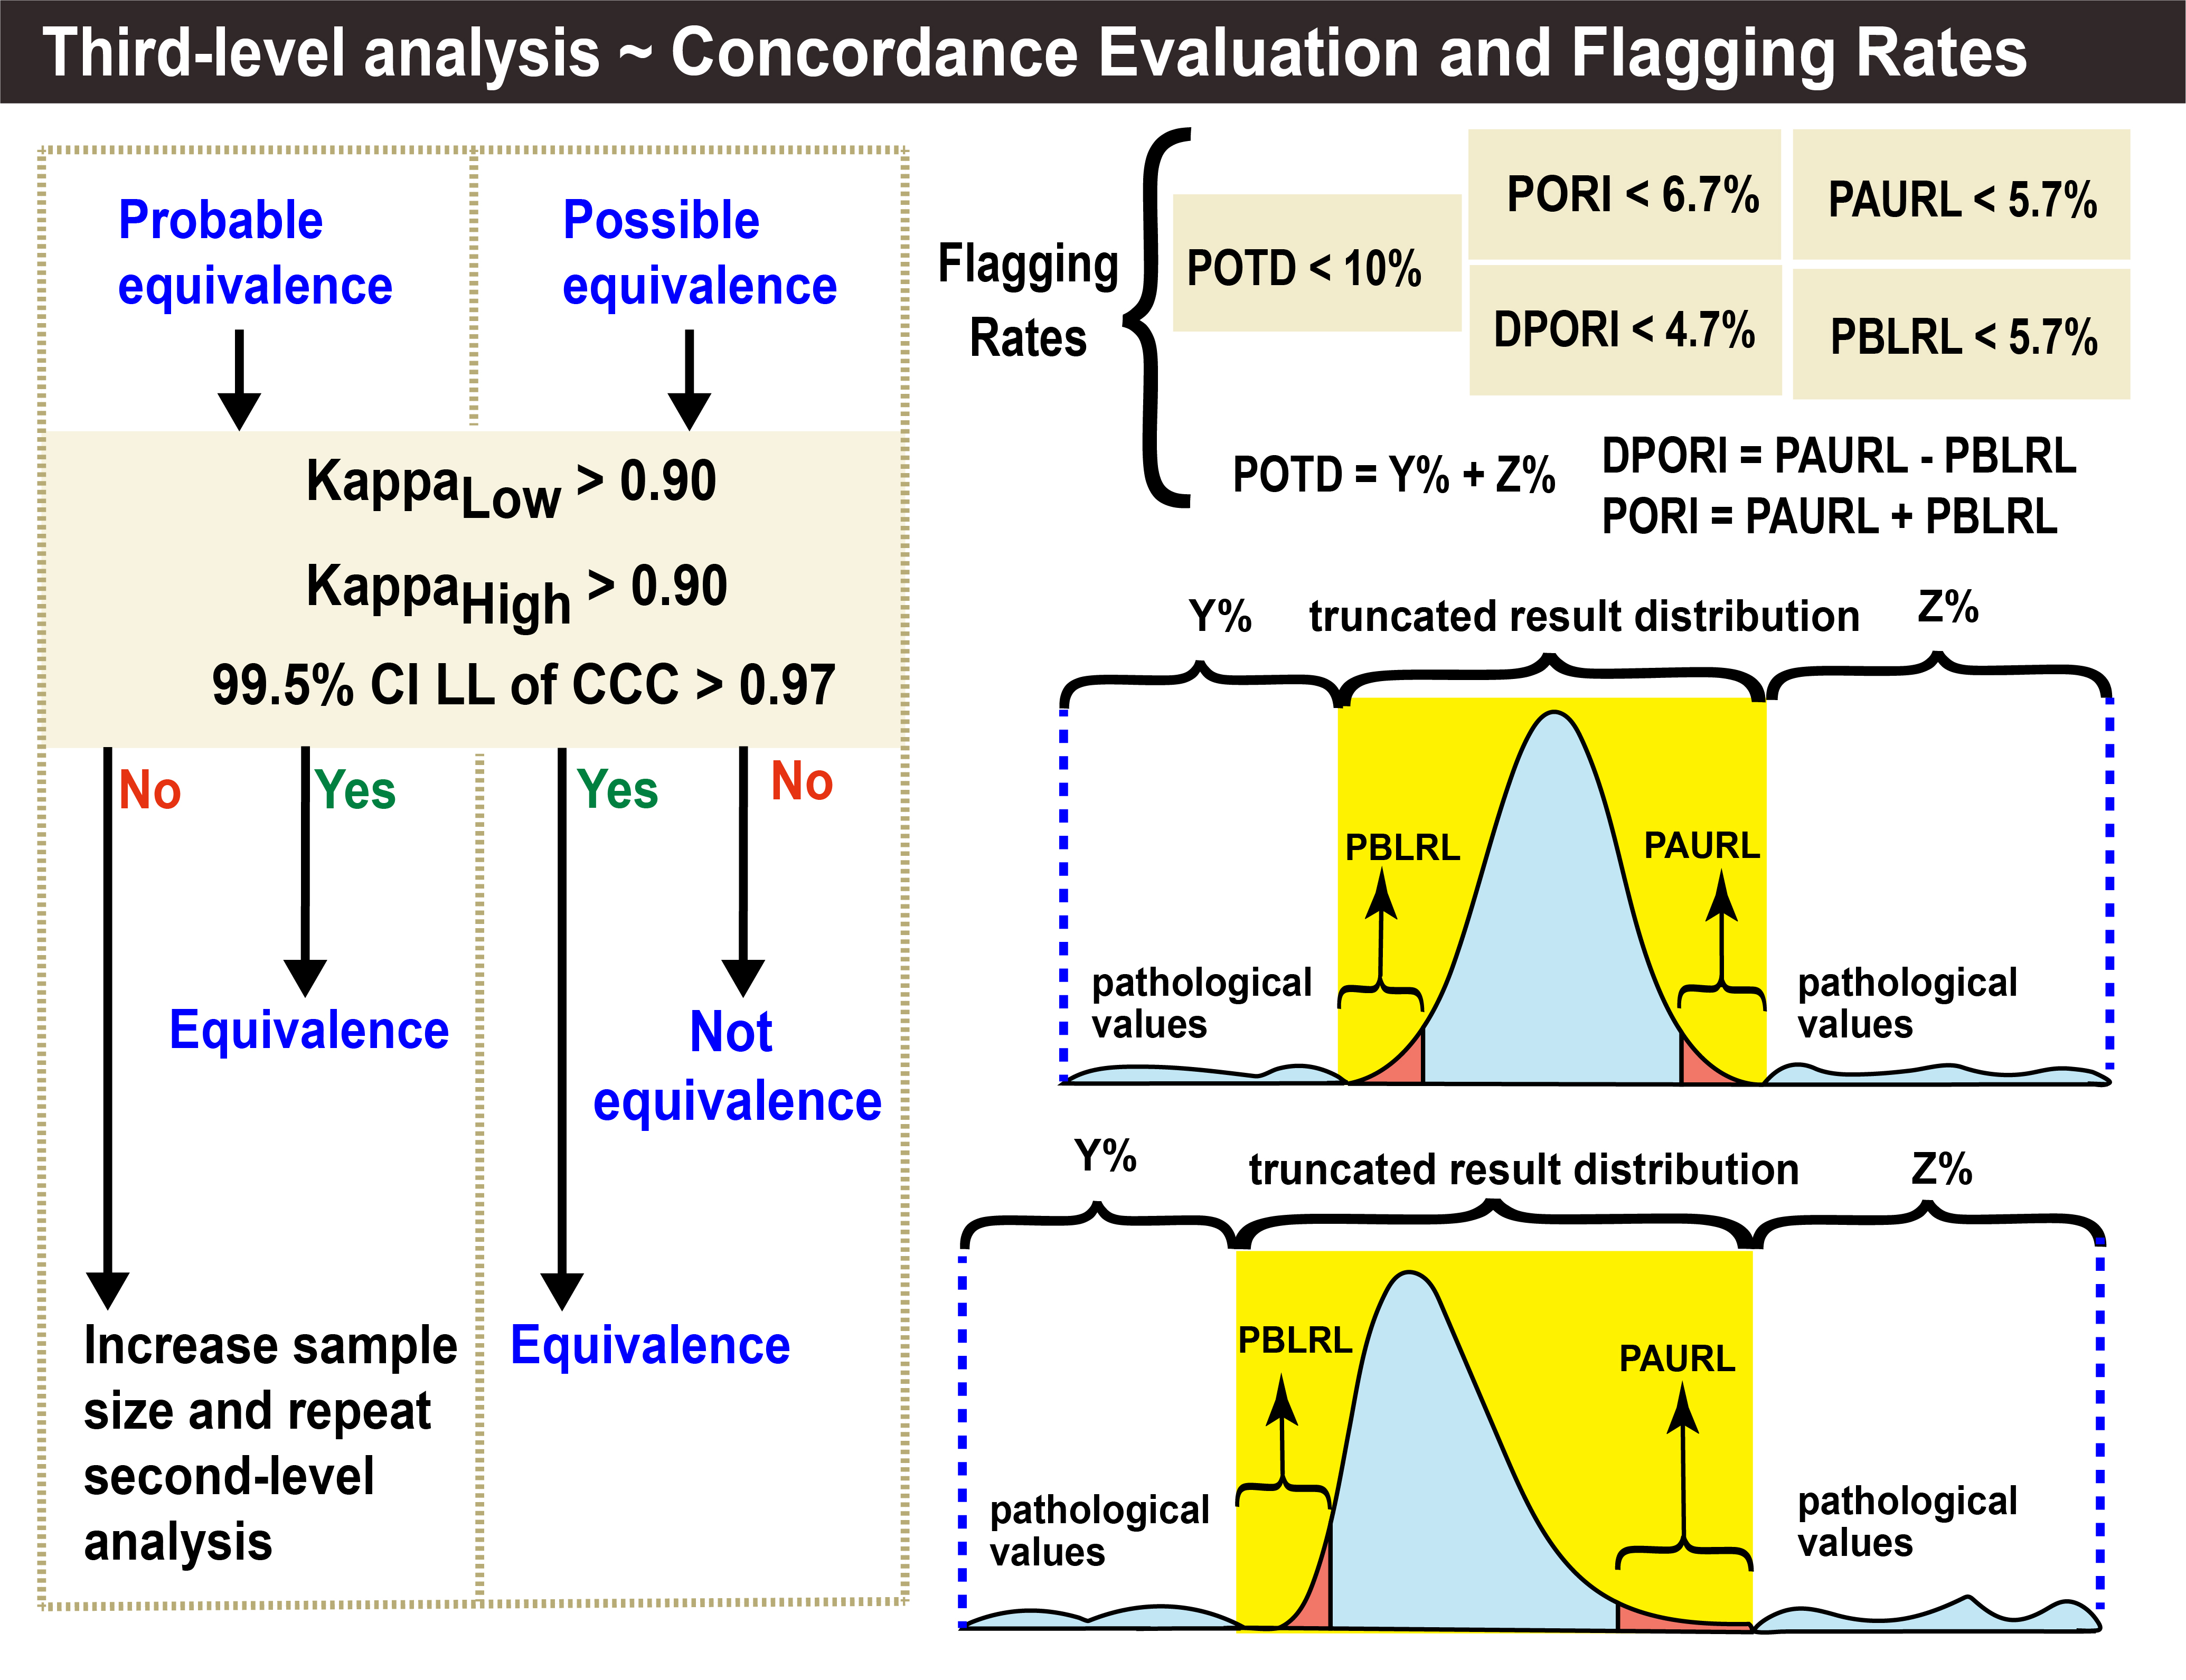 Third-level analysis ~ Concordance Evaluation and Flagging Rates
Probable
equivalence
Possible
equivalence
KappaLow > 0.90
KappaHigh > 0.90
99.5% CI LL of CCC > 0.97
No
Yes
Yes
No
Equivalence
Not
equivalence
Increase sample
size and repeat
second-level
analysis
Equivalence
Flagging
Rates
POTD < 10%
PORI < 6.7%
PAURL < 5.7%
DPORI < 4.7%
PBLRL < 5.7%
POTD = Y% + Z%
DPORI = PAURL - PBLRL
PORI = PAURL + PBLRL
Y%
truncated result distribution
Z%
PBLRL
PAURL
pathological
values
pathological
values
Y%
truncated result distribution
Z%
PBLRL
PAURL
pathological
values
pathological
values